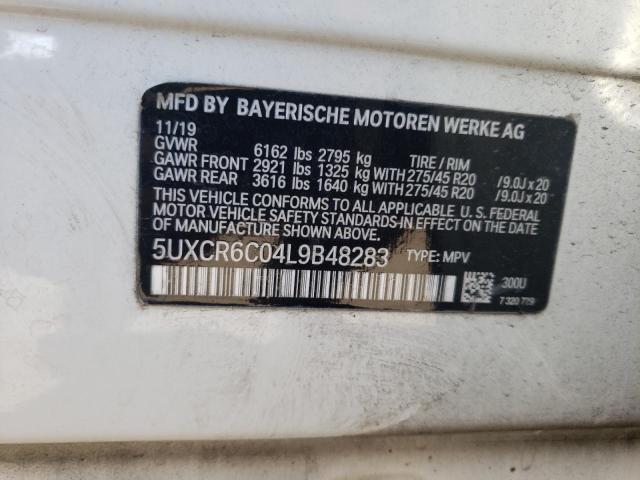 MFD BY BAYERISCHE MOTOREN WERKE AG
11/19
GVWR 6162 lbs 2795 kg TIRE / RIM
GAWR FRONT 2921 lbs 1325 kg WITH 275/45 R20 /9.0J x 20
GAWR REAR 3616 lbs 1640 kg WITH 275/45 R20 /9.0J x 20
THIS VEHICLE CONFORMS TO ALL APPLICABLE U. S. FEDERAL
MOTOR VEHICLE SAFETY STANDARDS IN EFFECT ON THE DATE
OF MANUFACTURE SHOWN ABOVE.
5UXCR6C04L9B48283 TYPE: MPV
300U
7 320 779